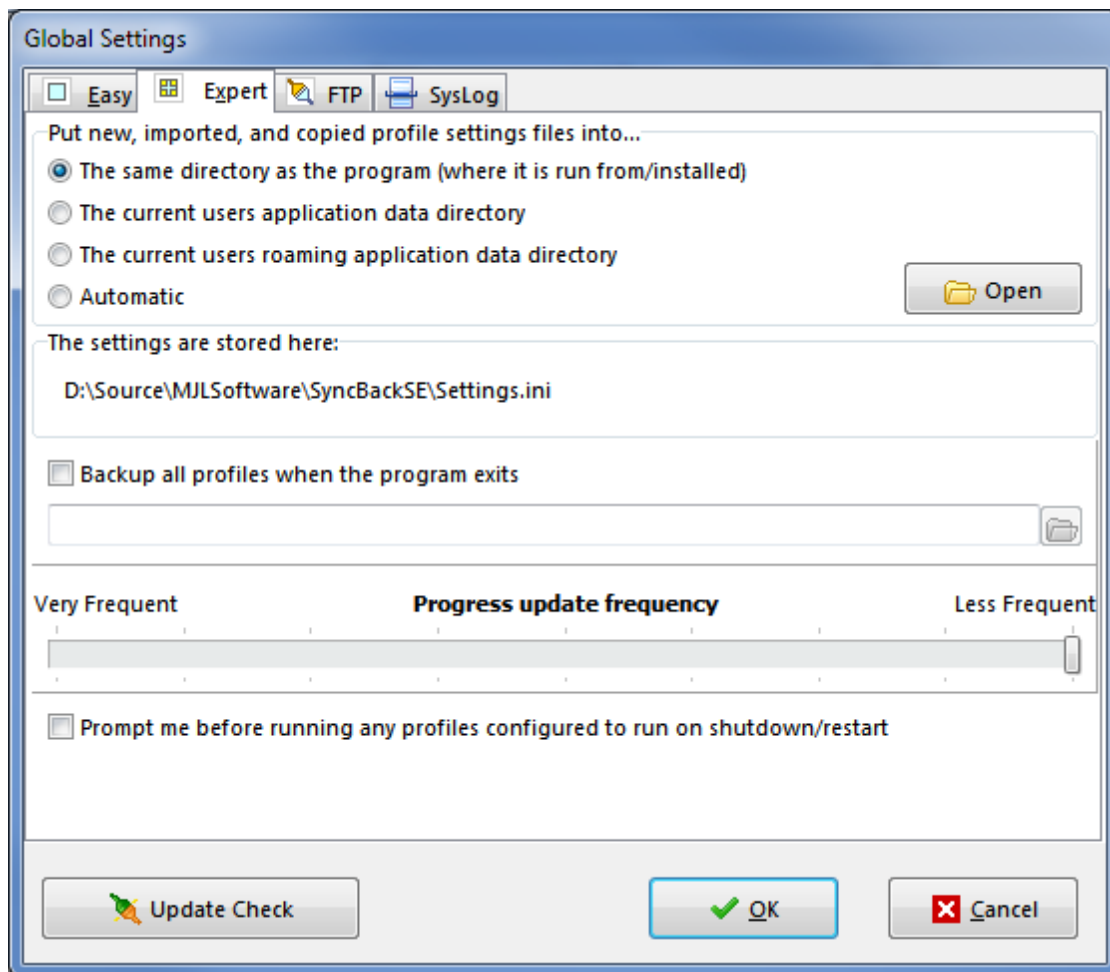 Global Settings
Easy Expert FTP SysLog
Put new, imported, and copied profile settings files into...
The same directory as the program (where it is run from/installed)
The current users application data directory
The current users roaming application data directory
Automatic
Open
The settings are stored here:
D:\Source\MJLSoftware\SyncBackSE\Settings.ini
Backup all profiles when the program exits
Very Frequent Progress update frequency Less Frequent
Prompt me before running any profiles configured to run on shutdown/restart
Update Check OK Cancel